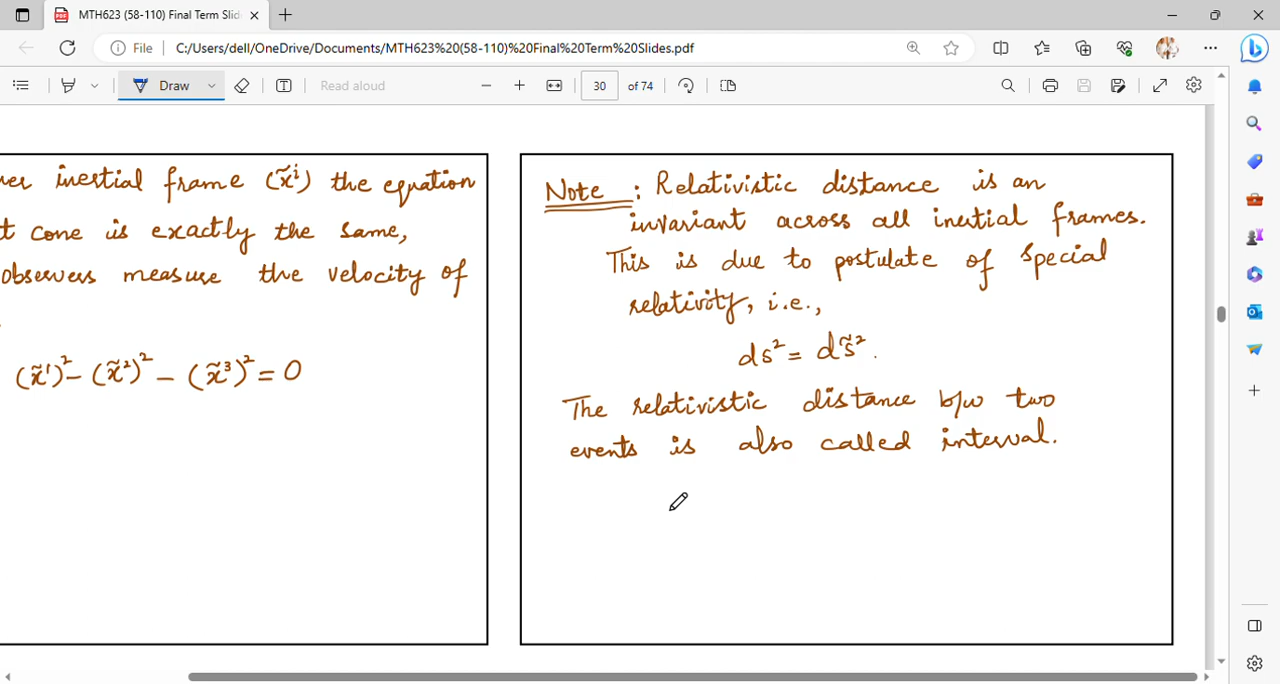 MTH623 (58-110) Final Term Slid
File
C:/Users/dell/OneDrive/Documents/MTH623%20(58-110)%20Final%20Term%20Slides.pdf
Draw
Read aloud
30 of 74
inertial frame (x̃ⁱ) the equation
cone is exactly the same,
observers measure the velocity of
(x̃¹)² - (x̃²)² - (x̃³)² = 0
Note : Relativistic distance is an
invariant across all inertial frames.
This is due to postulate of special
relativity, i.e.,
ds² = ds̃².
The relativistic distance b/w two
events is also called interval.